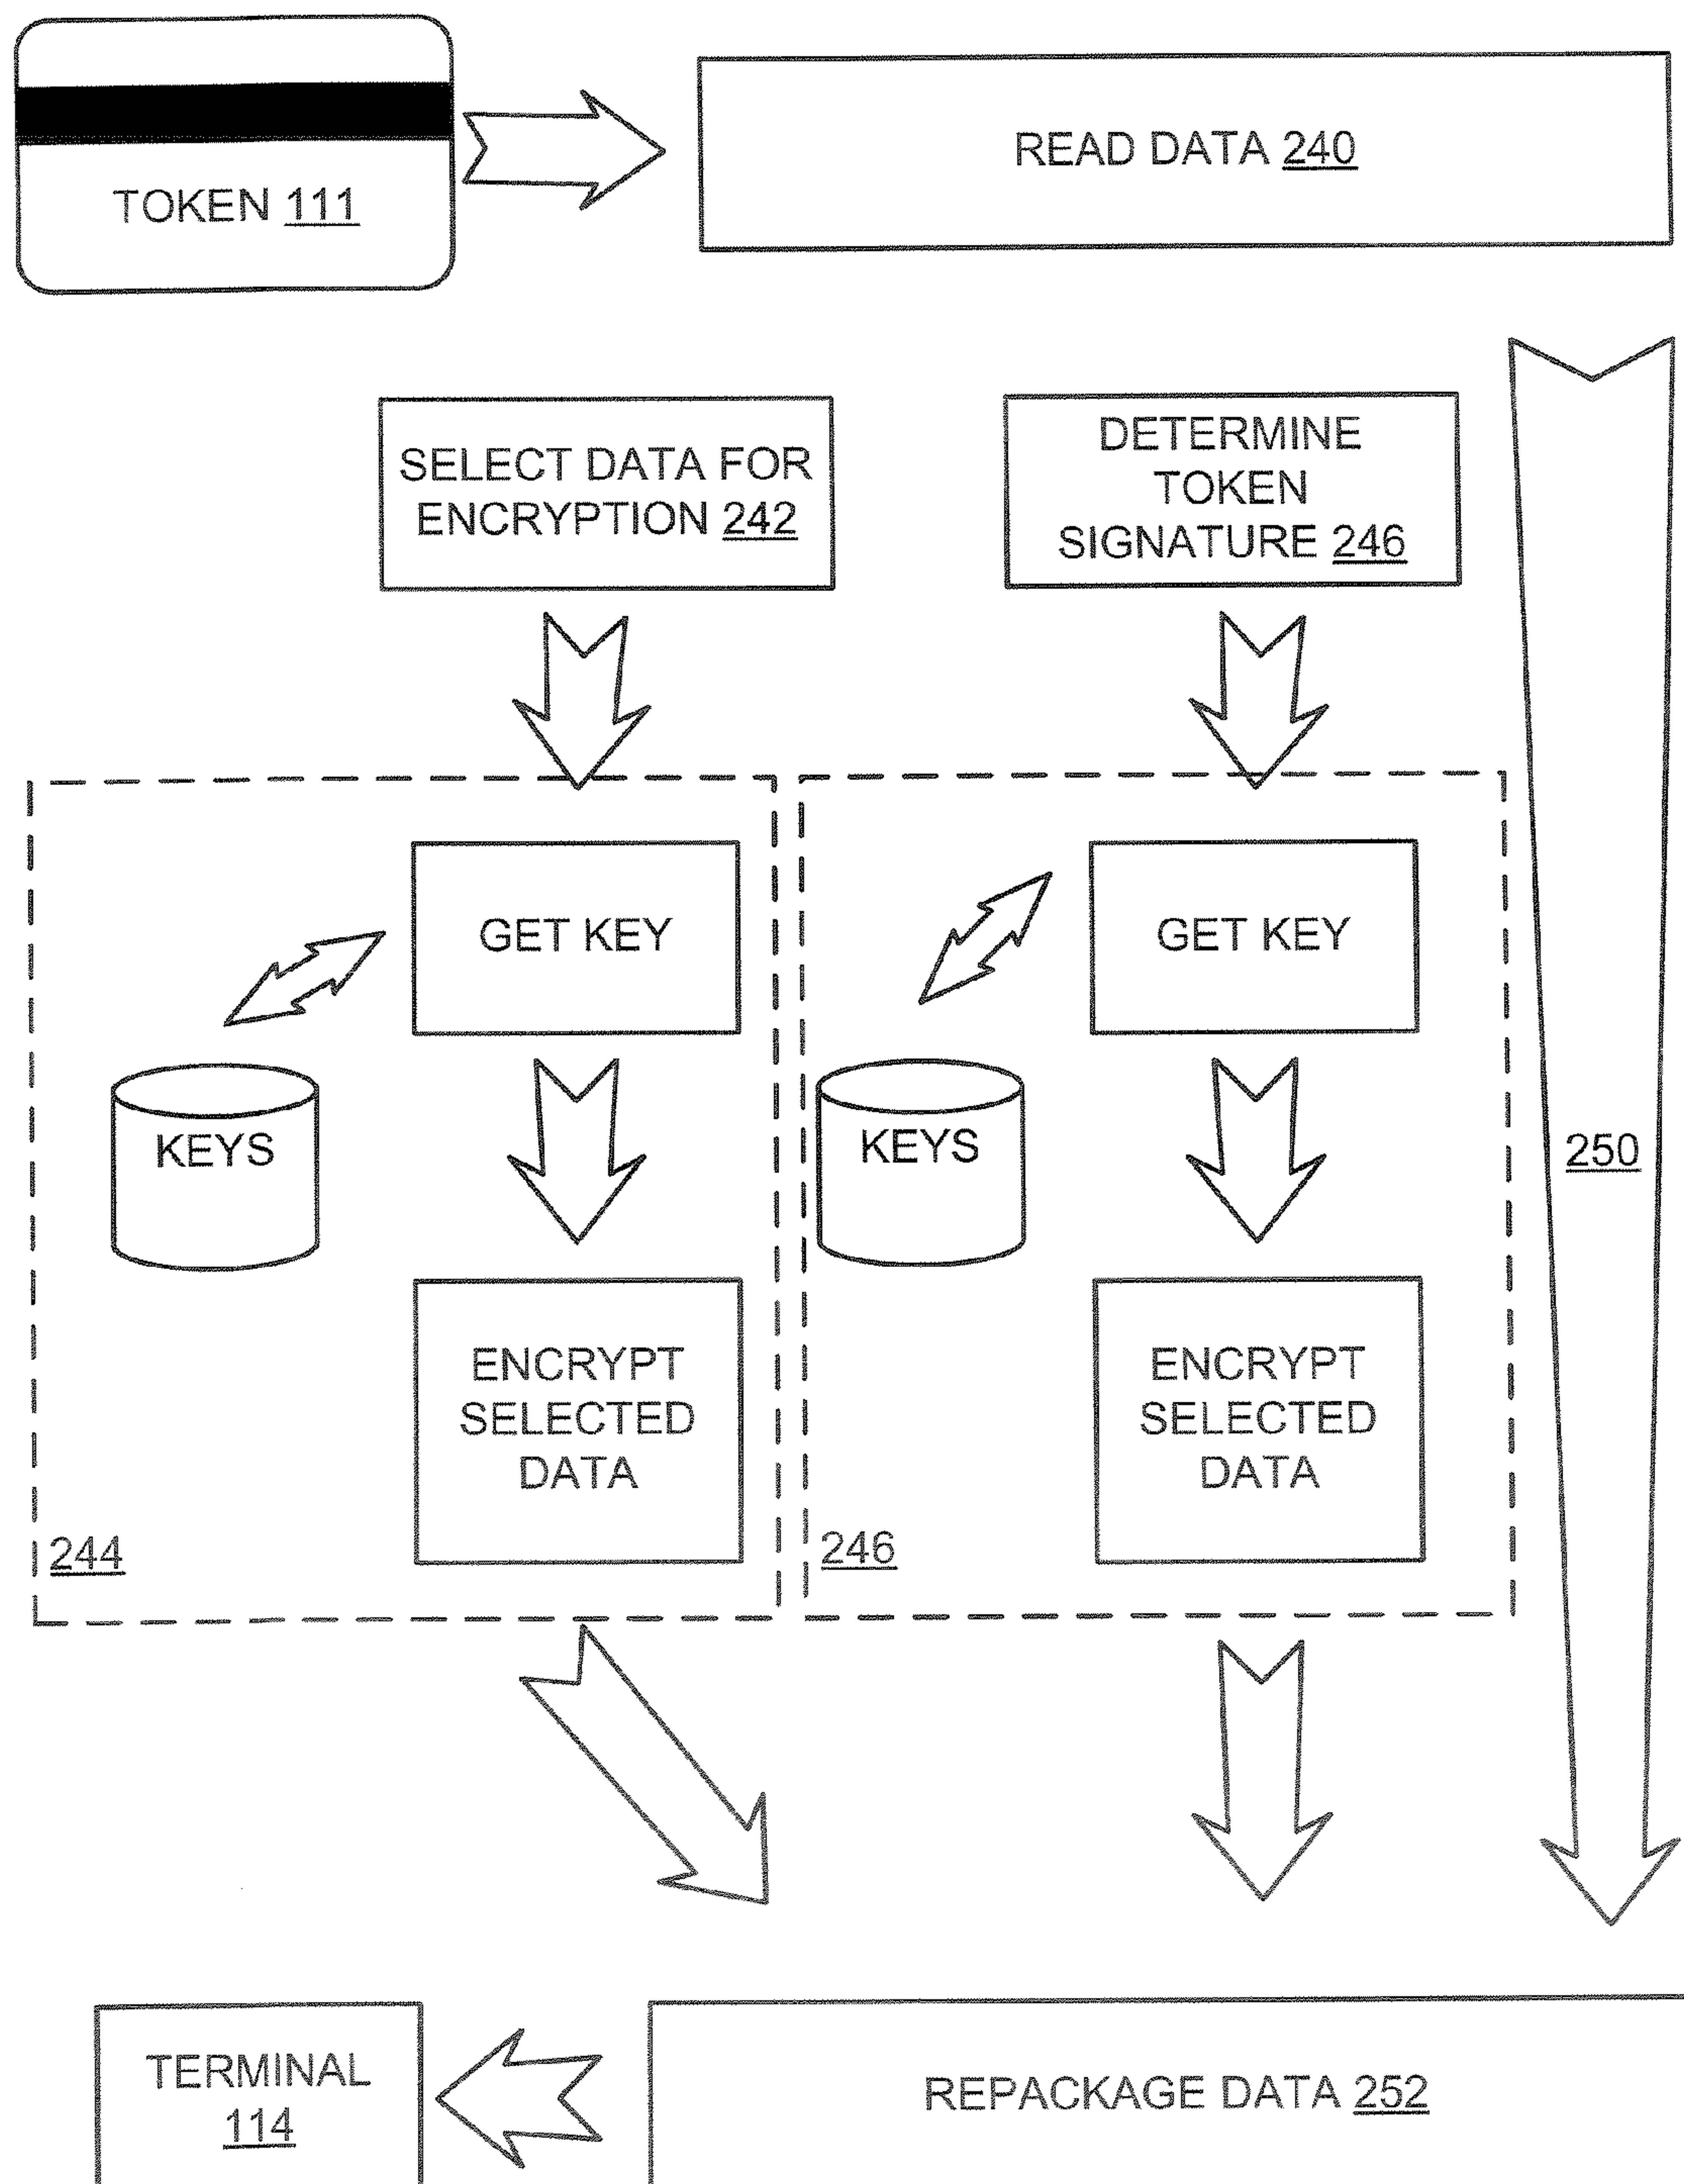 TOKEN 111
READ DATA 240
SELECT DATA FOR
ENCRYPTION 242
DETERMINE
TOKEN
SIGNATURE 246
GET KEY
GET KEY
KEYS
KEYS
250
ENCRYPT
SELECTED
DATA
ENCRYPT
SELECTED
DATA
244
246
TERMINAL
114
REPACKAGE DATA 252